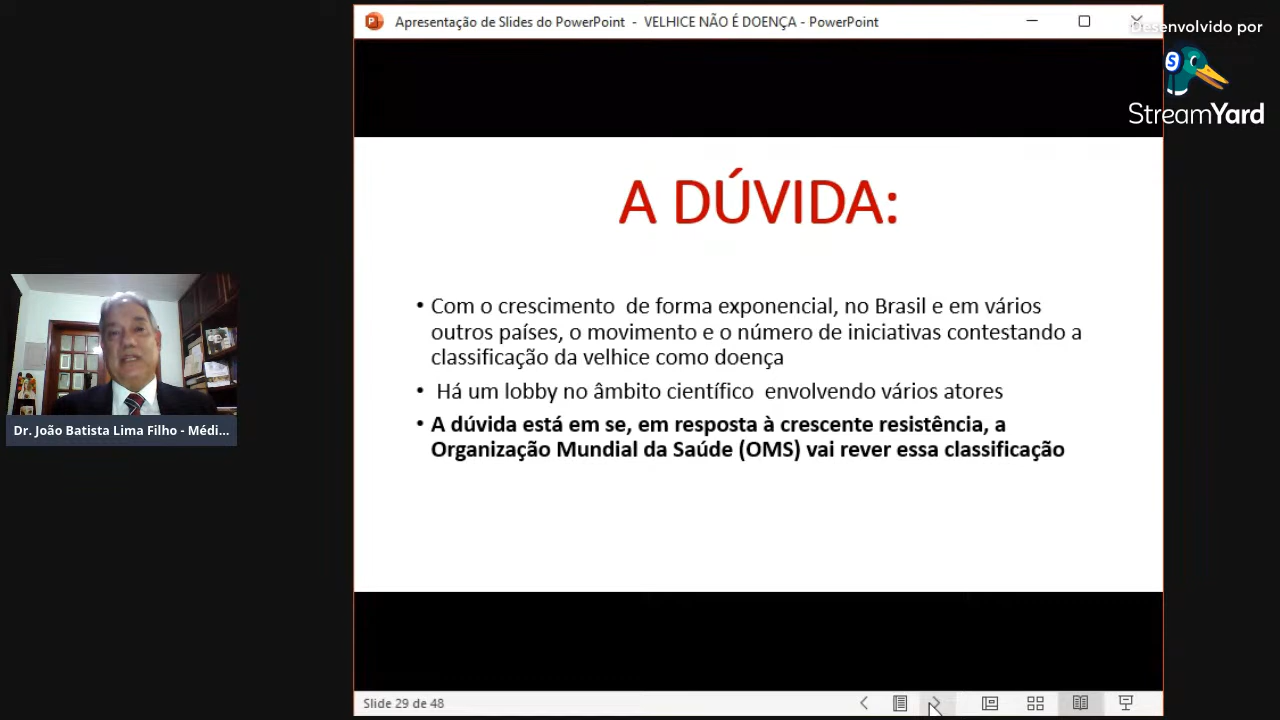 Apresentação de Slides do PowerPoint - VELHICE NÃO É DOENÇA - PowerPoint
Desenvolvido por
StreamYard
A DÚVIDA:
• Com o crescimento de forma exponencial, no Brasil e em vários
outros países, o movimento e o número de iniciativas contestando a
classificação da velhice como doença
• Há um lobby no âmbito científico envolvendo vários atores
• A dúvida está em se, em resposta à crescente resistência, a
Organização Mundial da Saúde (OMS) vai rever essa classificação
Dr. João Batista Lima Filho - Médi...
Slide 29 de 48